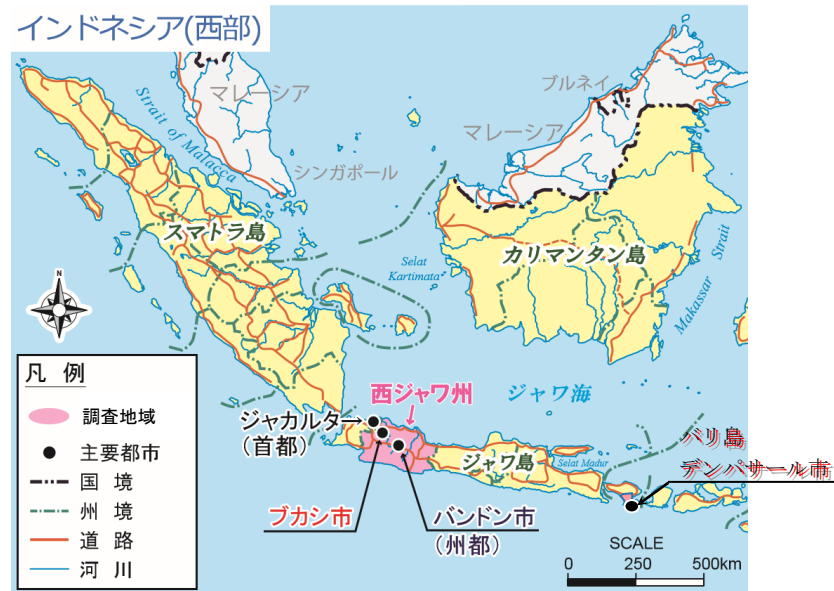 インドネシア(西部)
マレーシア
ブルネイ
マレーシア
Strait of Malacca
シンガポール
スマトラ島
カリマンタン島
Selat
Kartimata
Makassar Strait
N
凡 例
調査地域
主要都市
国 境
州 境
道 路
河 川
西ジャワ州
ジャワ海
ジャカルタ→
(首都)
ジャワ島
Selat Madur
バリ島
デンパサール市
ブカシ市
バンドン市
(州都)
SCALE
0 250 500km